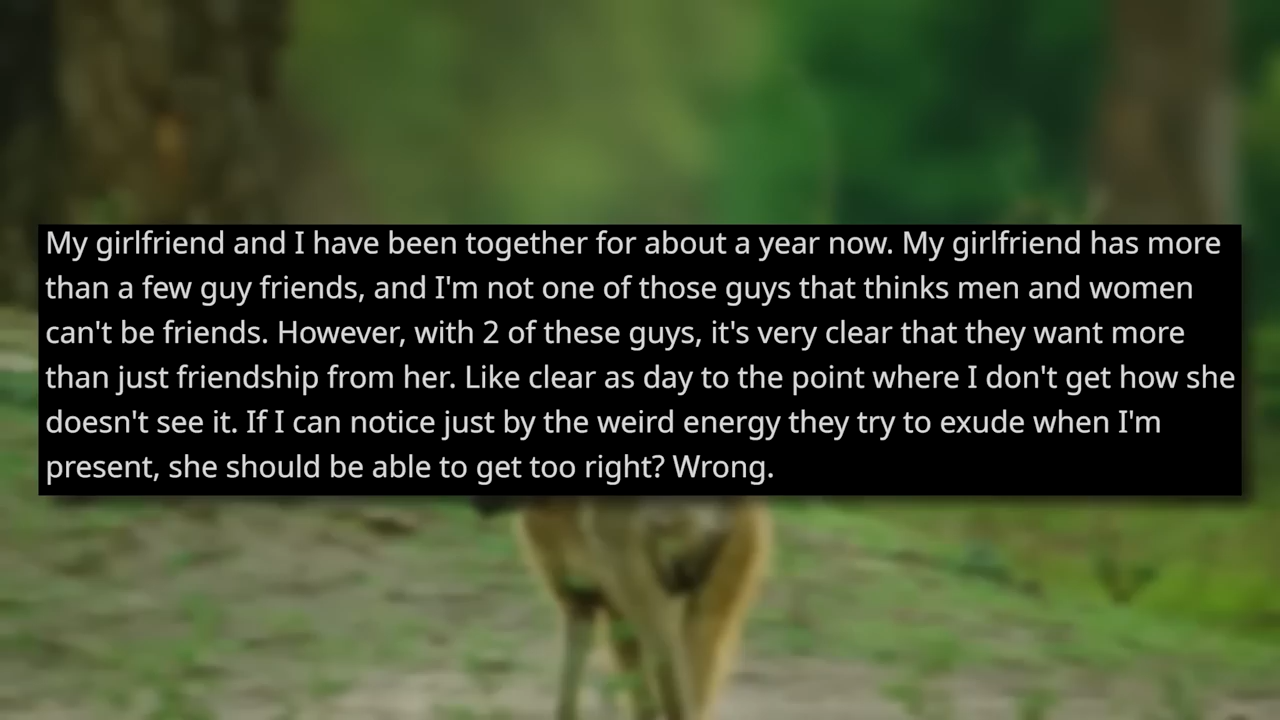 My girlfriend and I have been together for about a year now. My girlfriend has more
than a few guy friends, and I'm not one of those guys that thinks men and women
can't be friends. However, with 2 of these guys, it's very clear that they want more
than just friendship from her. Like clear as day to the point where I don't get how she
doesn't see it. If I can notice just by the weird energy they try to exude when I'm
present, she should be able to get too right? Wrong.